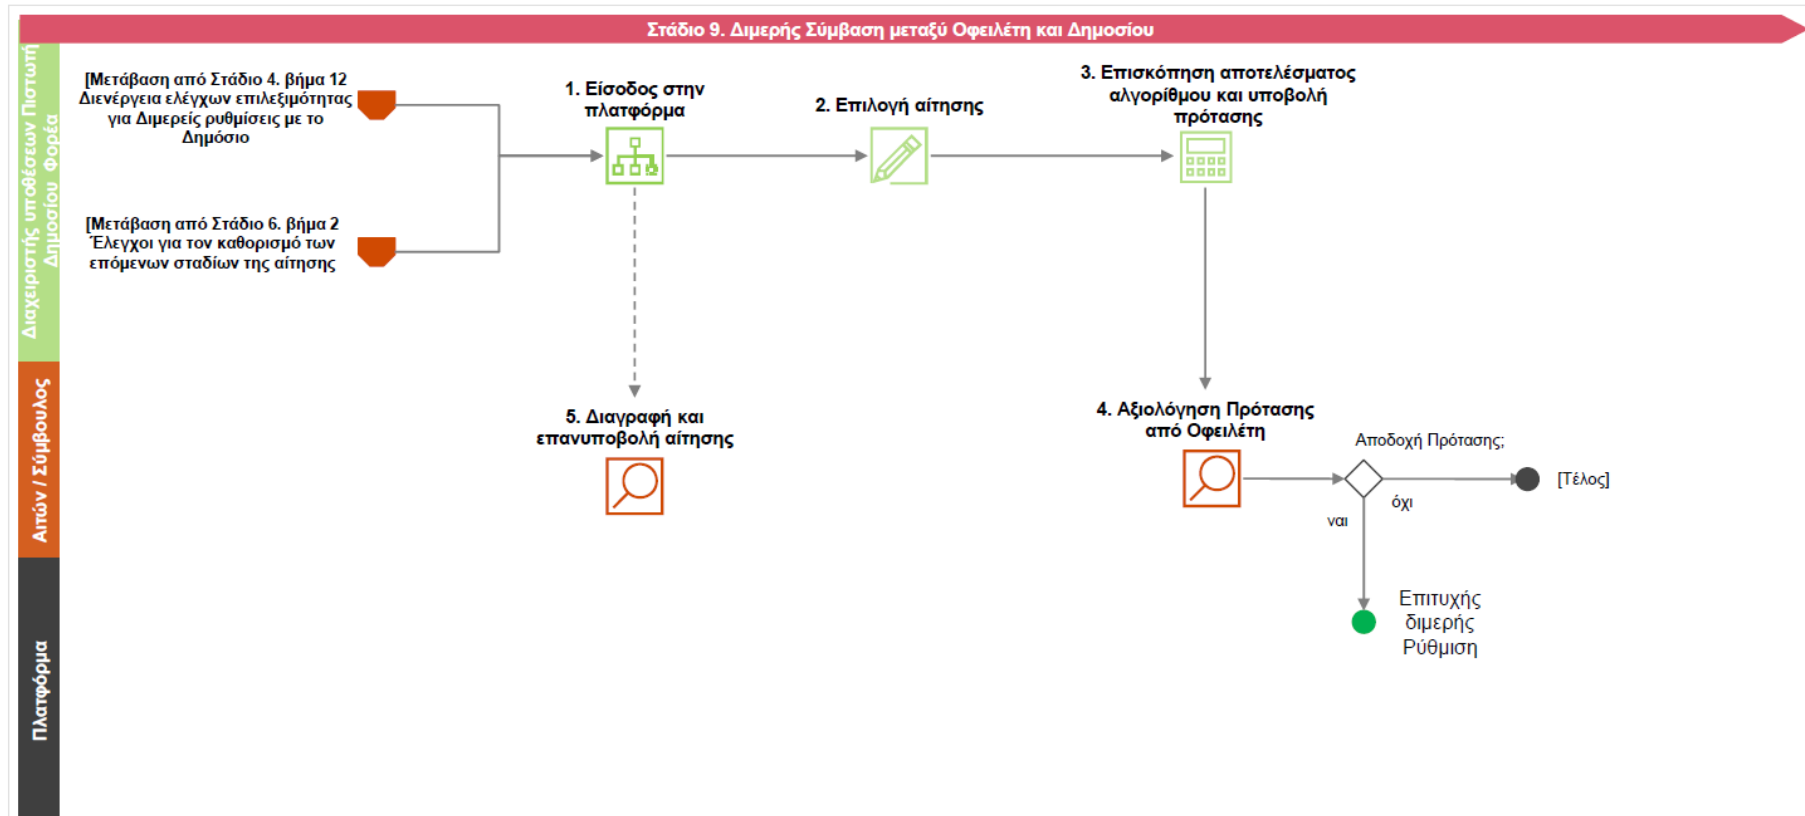 Στάδιο 9. Διμερής Σύμβαση μεταξύ Οφειλέτη και Δημοσίου
Διαχειριστής υποθέσεων Πιστωτή
Δημοσίου Φορέα
[Μετάβαση από Στάδιο 4. βήμα 12
Διενέργεια ελέγχων επιλεξιμότητας
για Διμερείς ρυθμίσεις με το
Δημόσιο
[Μετάβαση από Στάδιο 6. βήμα 2
Έλεγχοι για τον καθορισμό των
επόμενων σταδίων της αίτησης
1. Είσοδος στην
πλατφόρμα
2. Επιλογή αίτησης
3. Επισκόπηση αποτελέσματος
αλγορίθμου και υποβολή
πρότασης
Αιτών / Σύμβουλος
5. Διαγραφή και
επανυποβολή αίτησης
4. Αξιολόγηση Πρότασης
από Οφειλέτη
Αποδοχή Πρότασης;
[Τέλος]
όχι
ναι
Πλατφόρμα
Επιτυχής
διμερής
Ρύθμιση